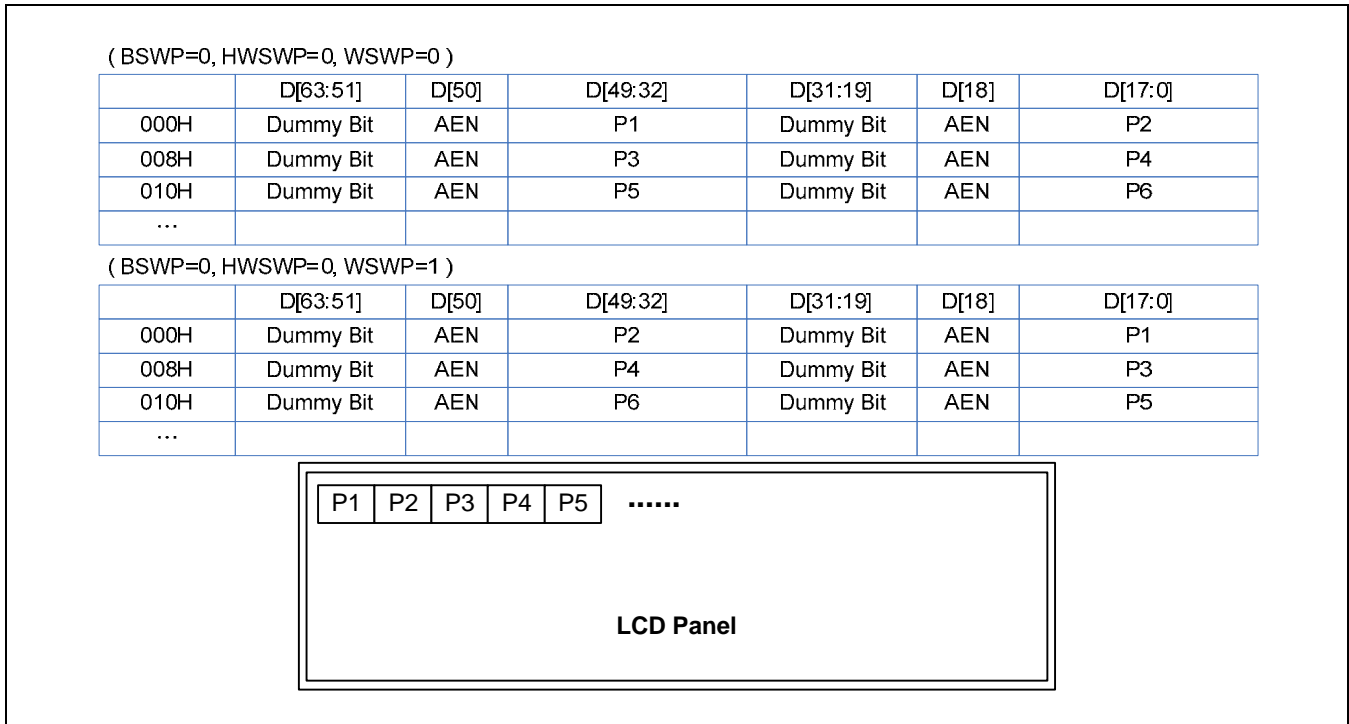 ( BSWP=0, HWSWP=0, WSWP=0 )
D[63:51] D[50] D[49:32] D[31:19] D[18] D[17:0]
000H Dummy Bit AEN P1 Dummy Bit AEN P2
008H Dummy Bit AEN P3 Dummy Bit AEN P4
010H Dummy Bit AEN P5 Dummy Bit AEN P6
...
( BSWP=0, HWSWP=0, WSWP=1 )
D[63:51] D[50] D[49:32] D[31:19] D[18] D[17:0]
000H Dummy Bit AEN P2 Dummy Bit AEN P1
008H Dummy Bit AEN P4 Dummy Bit AEN P3
010H Dummy Bit AEN P6 Dummy Bit AEN P5
...
P1 P2 P3 P4 P5 ......
LCD Panel